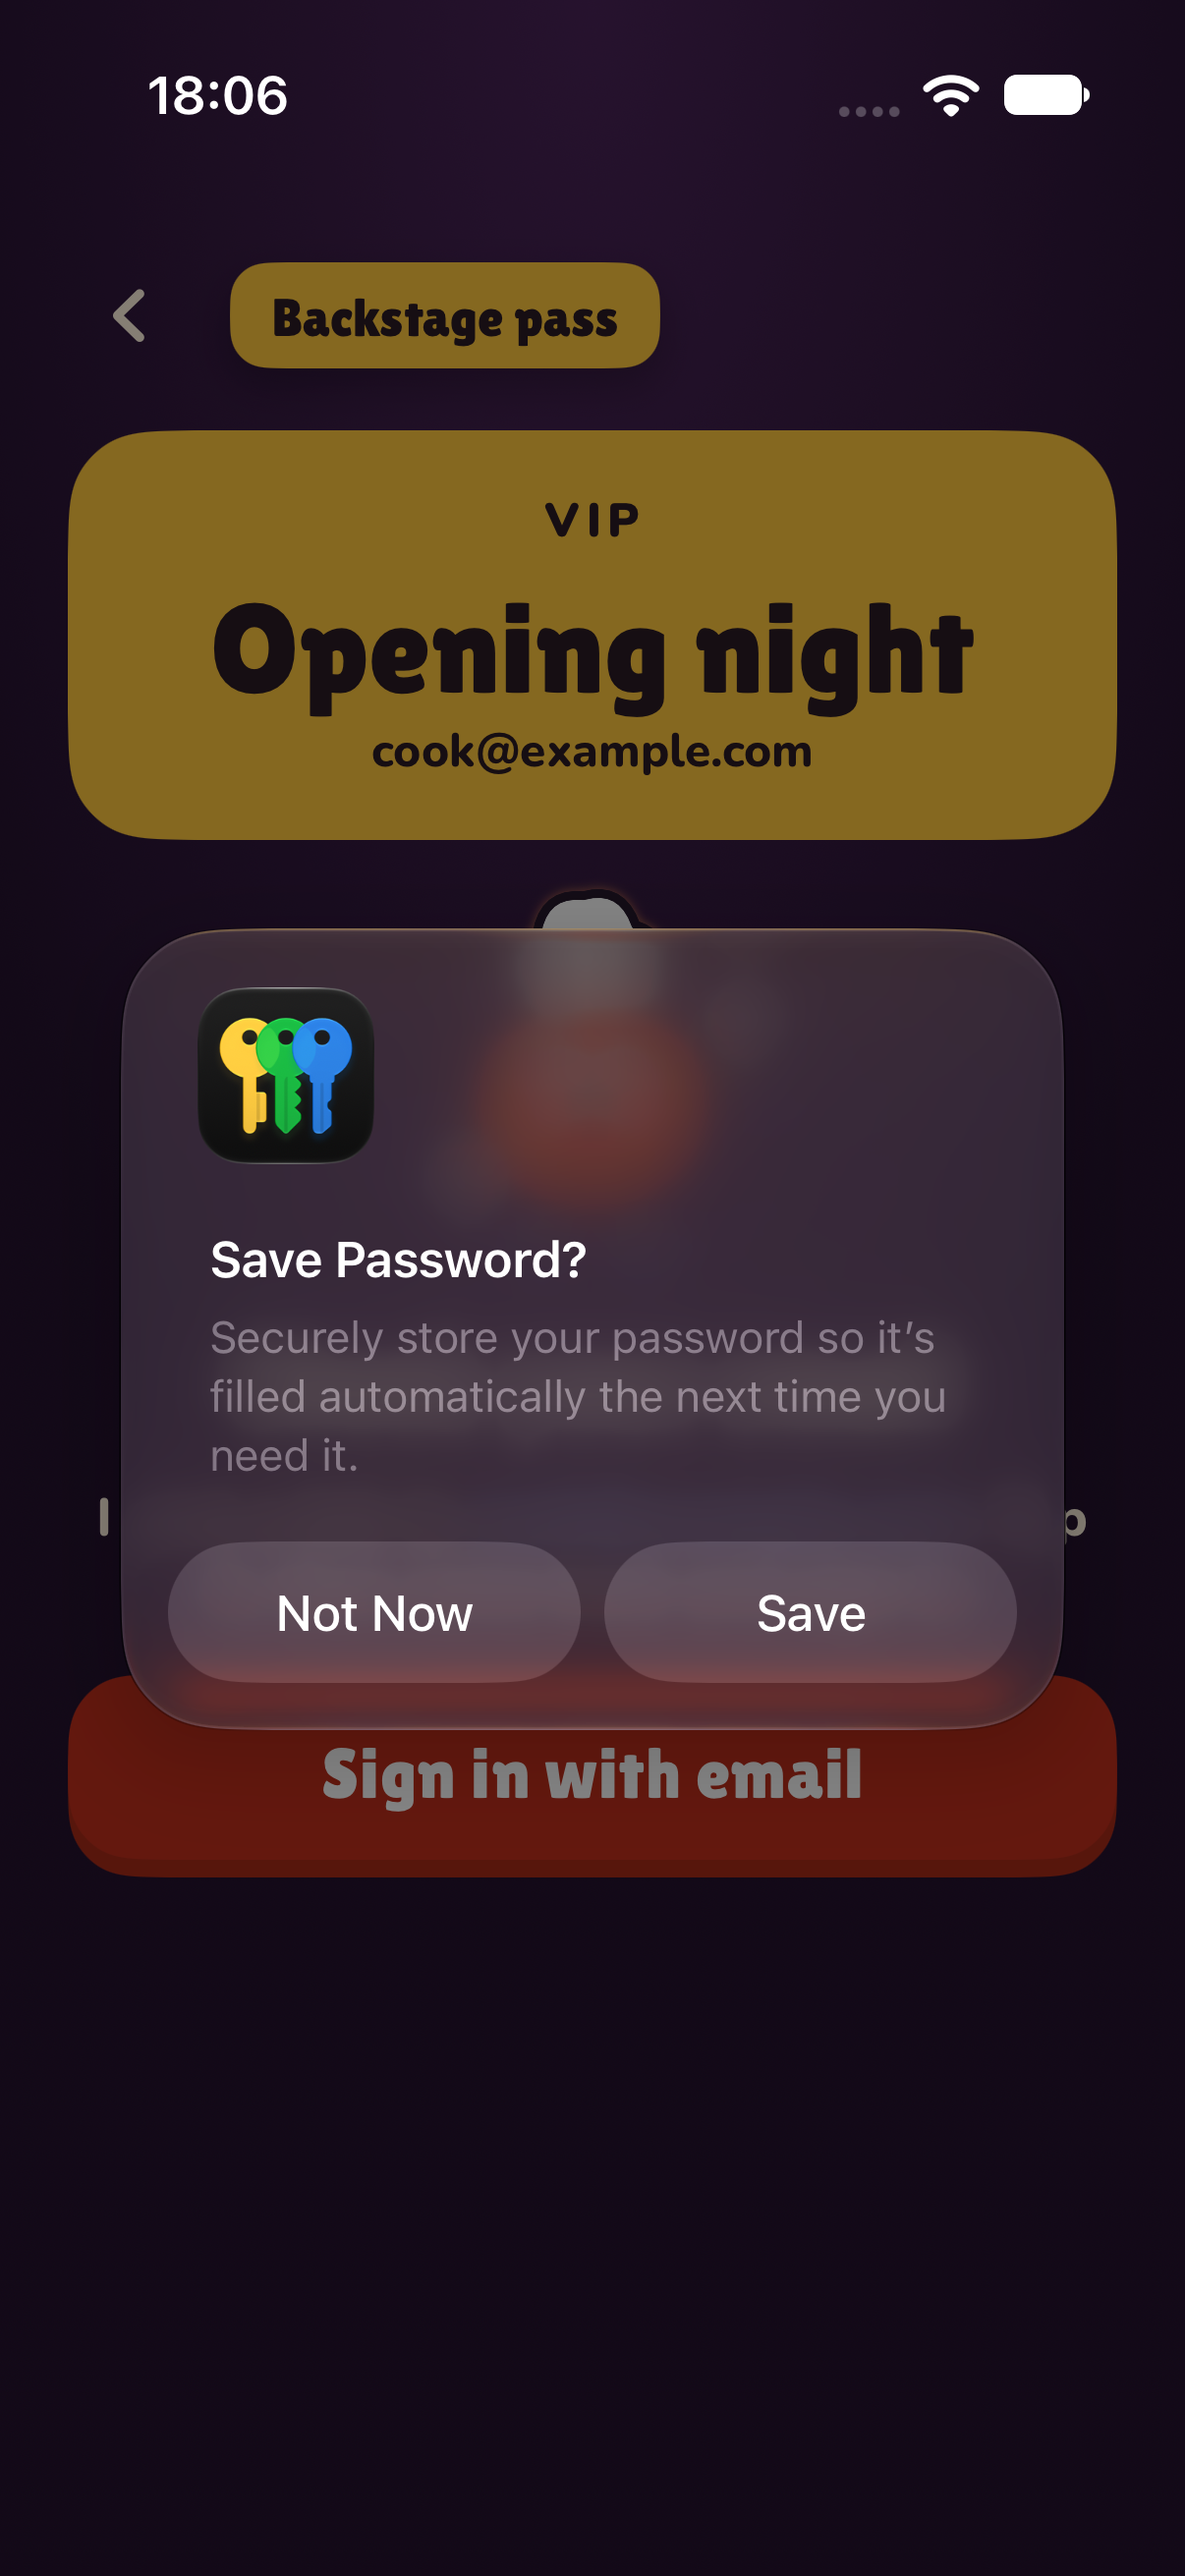 18:06
Backstage pass
VIP
Opening night
cook@example.com
Save Password?
Securely store your password so it’s
filled automatically the next time you
need it.
Not Now
Save
Sign in with email